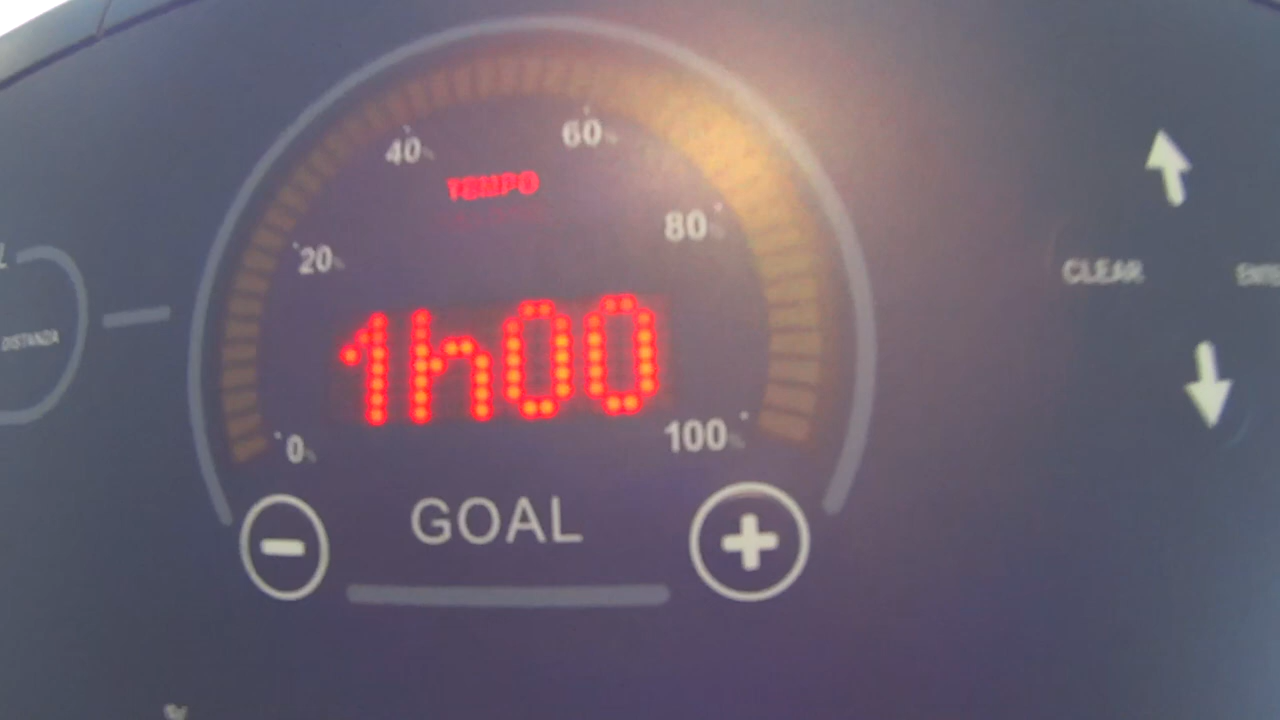 40%
60%
TEMPO
20%
80%
DISTANZA
CLEAR
1h00
0%
100%
GOAL